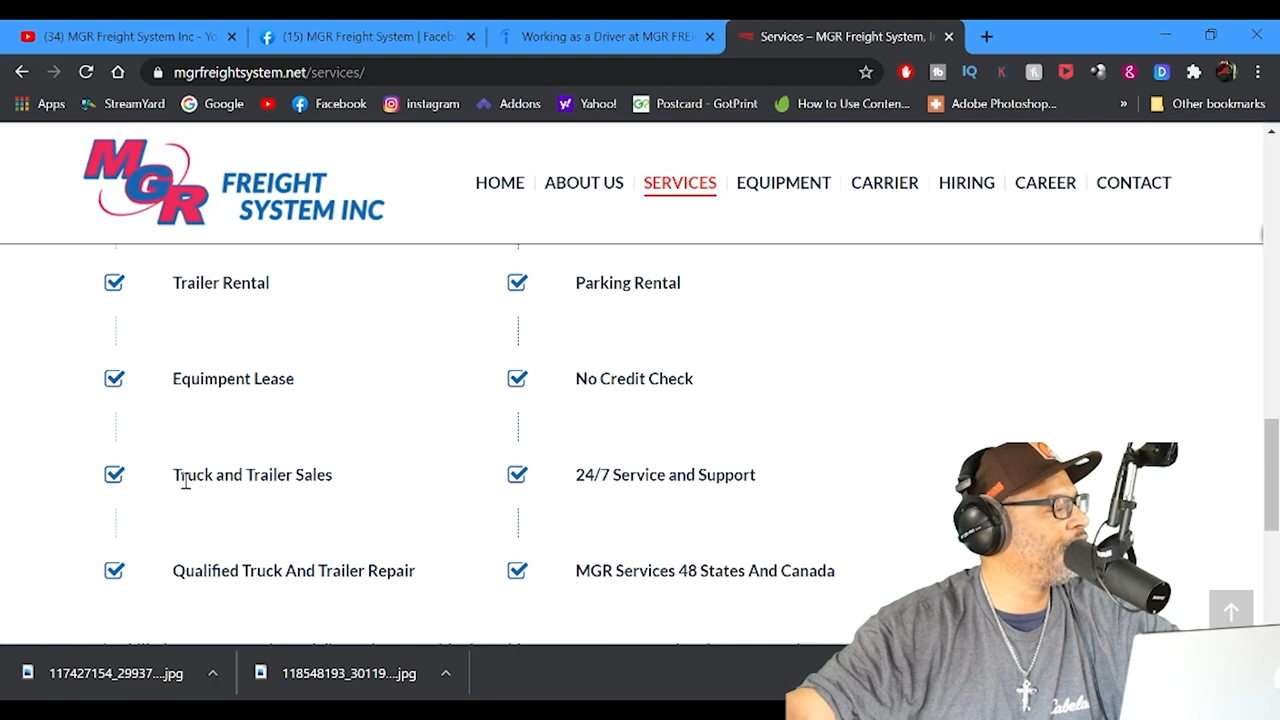 (34) MGR Freight System Inc - Yo
(15) MGR Freight System | Faceb
Working as a Driver at MGR FREI
Services – MGR Freight System, I
mgrfreightsystem.net/services/
Apps
StreamYard
Google
Facebook
instagram
Addons
Yahoo!
Postcard - GotPrint
How to Use Conten...
Adobe Photoshop...
»
Other bookmarks
MGR
FREIGHT
SYSTEM INC
HOME
ABOUT US
SERVICES
EQUIPMENT
CARRIER
HIRING
CAREER
CONTACT
Trailer Rental
Parking Rental
Equimpent Lease
No Credit Check
Truck and Trailer Sales
24/7 Service and Support
Qualified Truck And Trailer Repair
MGR Services 48 States And Canada
117427154_29937....jpg
118548193_30119....jpg
Cabela